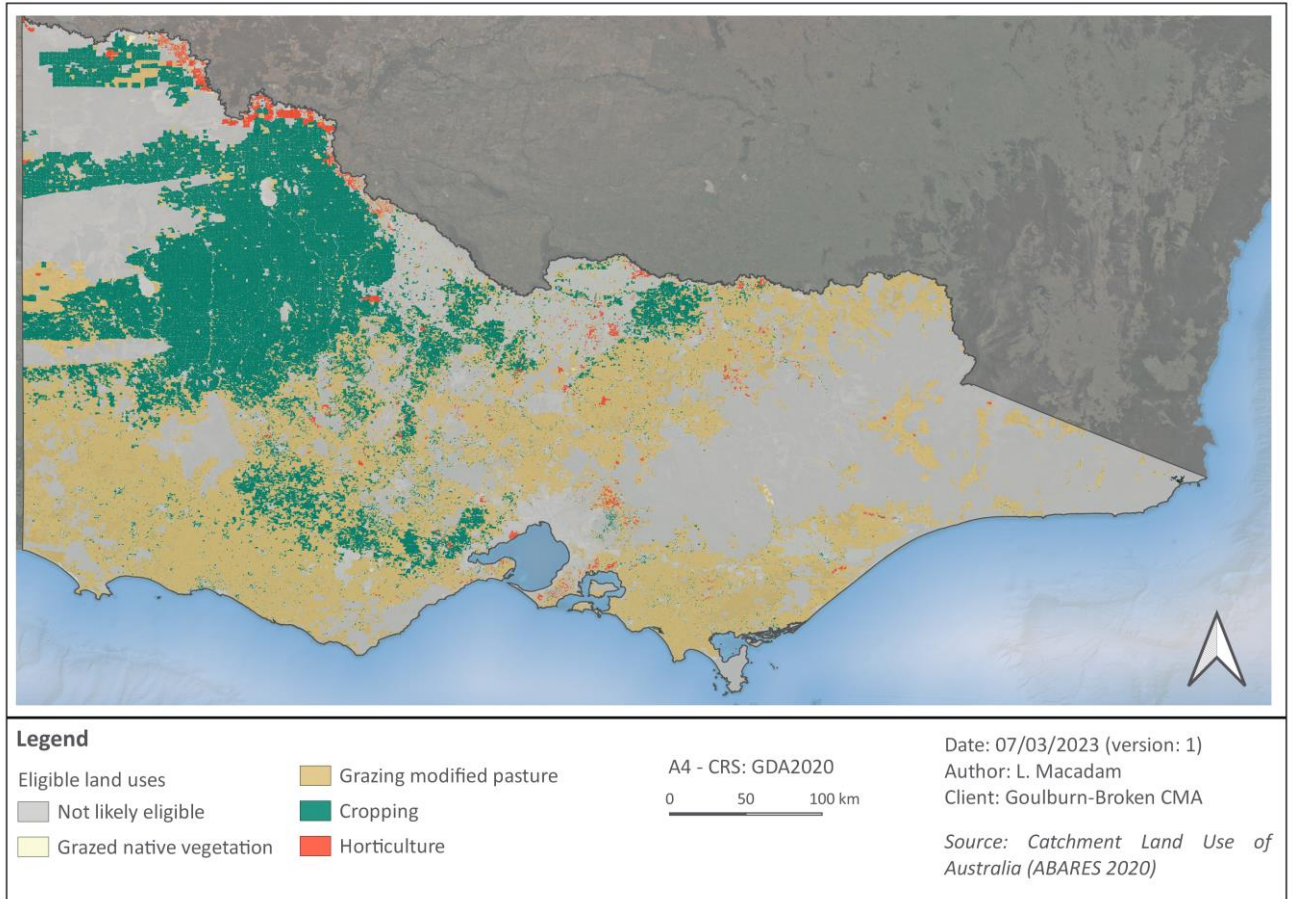 Legend
Eligible land uses
Not likely eligible
Grazed native vegetation
Grazing modified pasture
Cropping
Horticulture
A4 - CRS: GDA2020
0 50 100 km
Date: 07/03/2023 (version: 1)
Author: L. Macadam
Client: Goulburn-Broken CMA
Source: Catchment Land Use of
Australia (ABARES 2020)